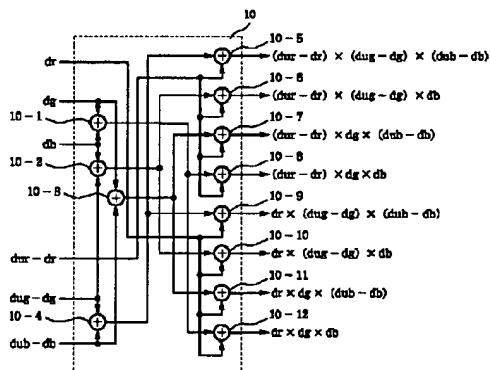 10
10-5
dr
(dur-dr) × (dug-dg) × (dub-db)
10-6
dg
(dur-dr) × (dug-dg) × db
10-1
10-7
(dur-dr) × dg × (dub-db)
db
10-2
10-8
(dur-dr) × dg × db
10-3
10-9
dr × (dug-dg) × (dub-db)
10-10
dur-dr
dr × (dug-dg) × db
10-11
dug-dg
dr × dg × (dub-db)
10-4
10-12
dr × dg × db
dub-db